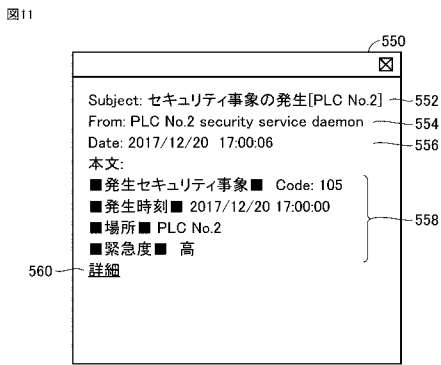 図11
550
Subject: セキュリティ事象の発生[PLC No.2] 552
From: PLC No.2 security service daemon 554
Date: 2017/12/20 17:00:06 556
本文:
■発生セキュリティ事象■ Code: 105
■発生時刻■ 2017/12/20 17:00:00
558
■場所■ PLC No.2
■緊急度■ 高
560 詳細